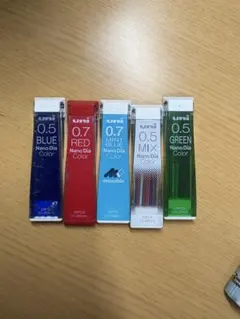 uni
0.5
BLUE
Nano Dia
Color
uni
0.7
RED
Nano Dia
Color
uni
0.7
MINT
BLUE
Nano Dia
Color
uni
0.5
MIX
Nano Dia
Color
uni
0.5
GREEN
Nano Dia
Color